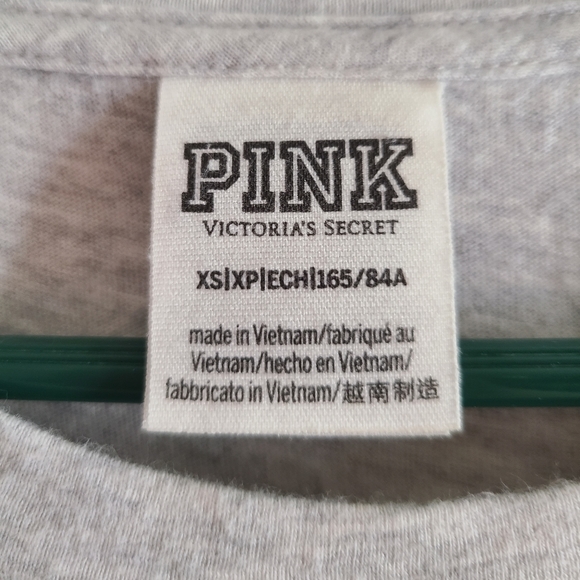 PINK
VICTORIA'S SECRET
XS|XP|ECH|165/84A
made in Vietnam/fabriqué au
Vietnam/hecho en Vietnam/
fabbricato in Vietnam/越南制造